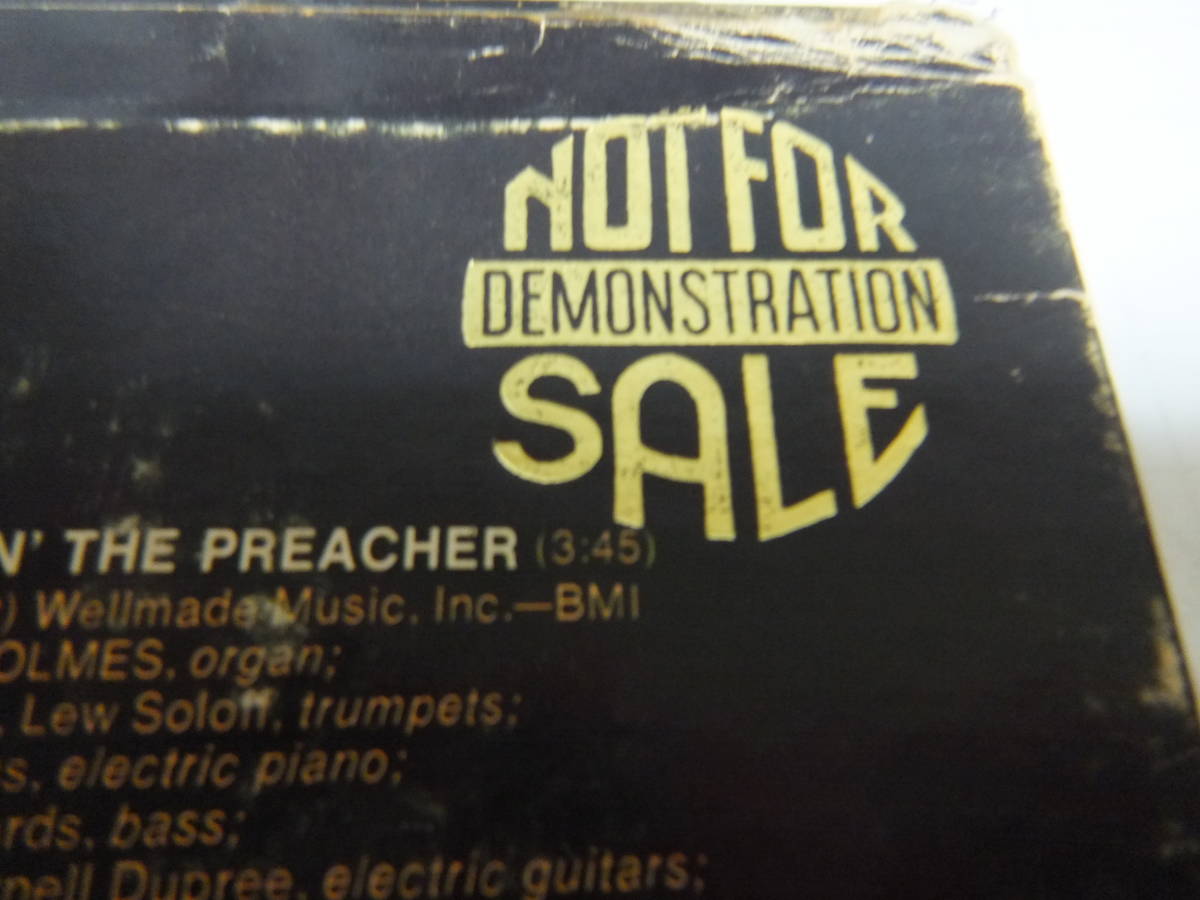 NOT FOR
DEMONSTRATION
SALE
N' THE PREACHER (3:45)
) Wellmade Music, Inc.—BMI
OLMES, organ;
, Lew Soloff, trumpets;
s, electric piano;
rds, bass;
nell Dupree, electric guitars;